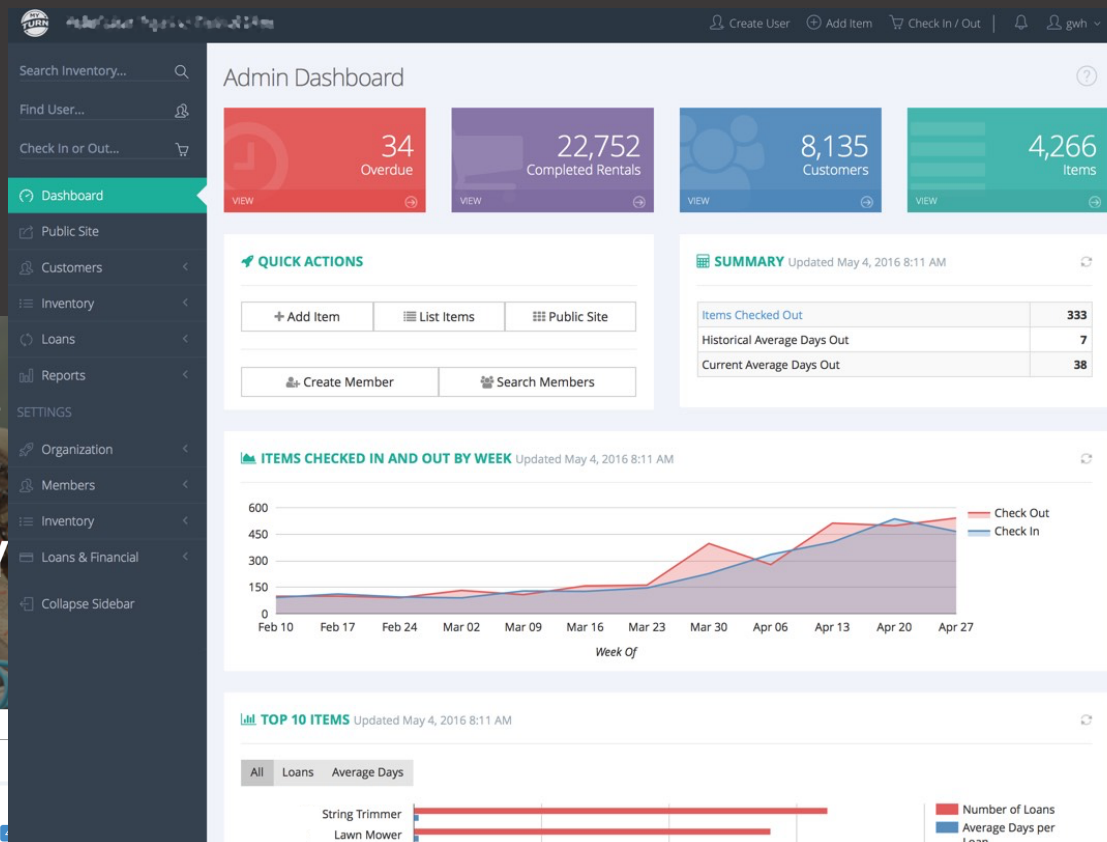 MY TURN
Create User
Add Item
Check In / Out
gwh
Search Inventory...
Find User...
Check In or Out...
Dashboard
Public Site
Customers
Inventory
Loans
Reports
SETTINGS
Organization
Members
Inventory
Loans & Financial
Collapse Sidebar
Admin Dashboard
34
Overdue
VIEW
22,752
Completed Rentals
VIEW
8,135
Customers
VIEW
4,266
Items
VIEW
QUICK ACTIONS
Add Item
List Items
Public Site
Create Member
Search Members
SUMMARY Updated May 4, 2016 8:11 AM
Items Checked Out 333
Historical Average Days Out 7
Current Average Days Out 38
ITEMS CHECKED IN AND OUT BY WEEK Updated May 4, 2016 8:11 AM
600
450
300
150
0
Check Out
Check In
Feb 10 Feb 17 Feb 24 Mar 02 Mar 09 Mar 16 Mar 23 Mar 30 Apr 06 Apr 13 Apr 20 Apr 27
Week Of
TOP 10 ITEMS Updated May 4, 2016 8:11 AM
All Loans Average Days
String Trimmer
Lawn Mower
Number of Loans
Average Days per
Loan